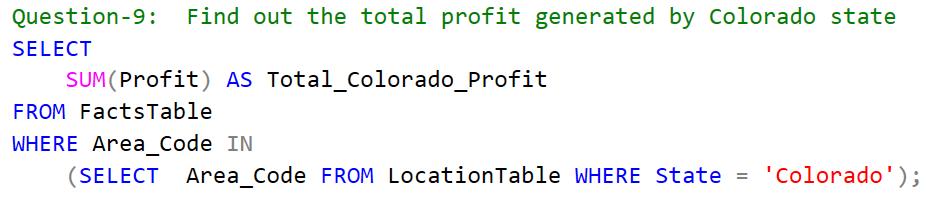 Question-9:  Find out the total profit generated by Colorado state
SELECT
    SUM(Profit) AS Total_Colorado_Profit
FROM FactsTable
WHERE Area_Code IN
    (SELECT  Area_Code FROM LocationTable WHERE State = 'Colorado');